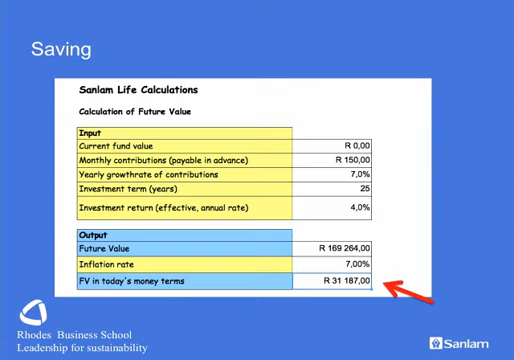 Saving
Sanlam Life Calculations
Calculation of Future Value
Input
Current fund value R 0,00
Monthly contributions (payable in advance) R 150,00
Yearly growthrate of contributions 7,0%
Investment term (years) 25
Investment return (effective, annual rate) 4,0%
Output
Future Value R 169 264,00
Inflation rate 7,00%
FV in today's money terms R 31 187,00
Rhodes Business School
Leadership for sustainability
Sanlam